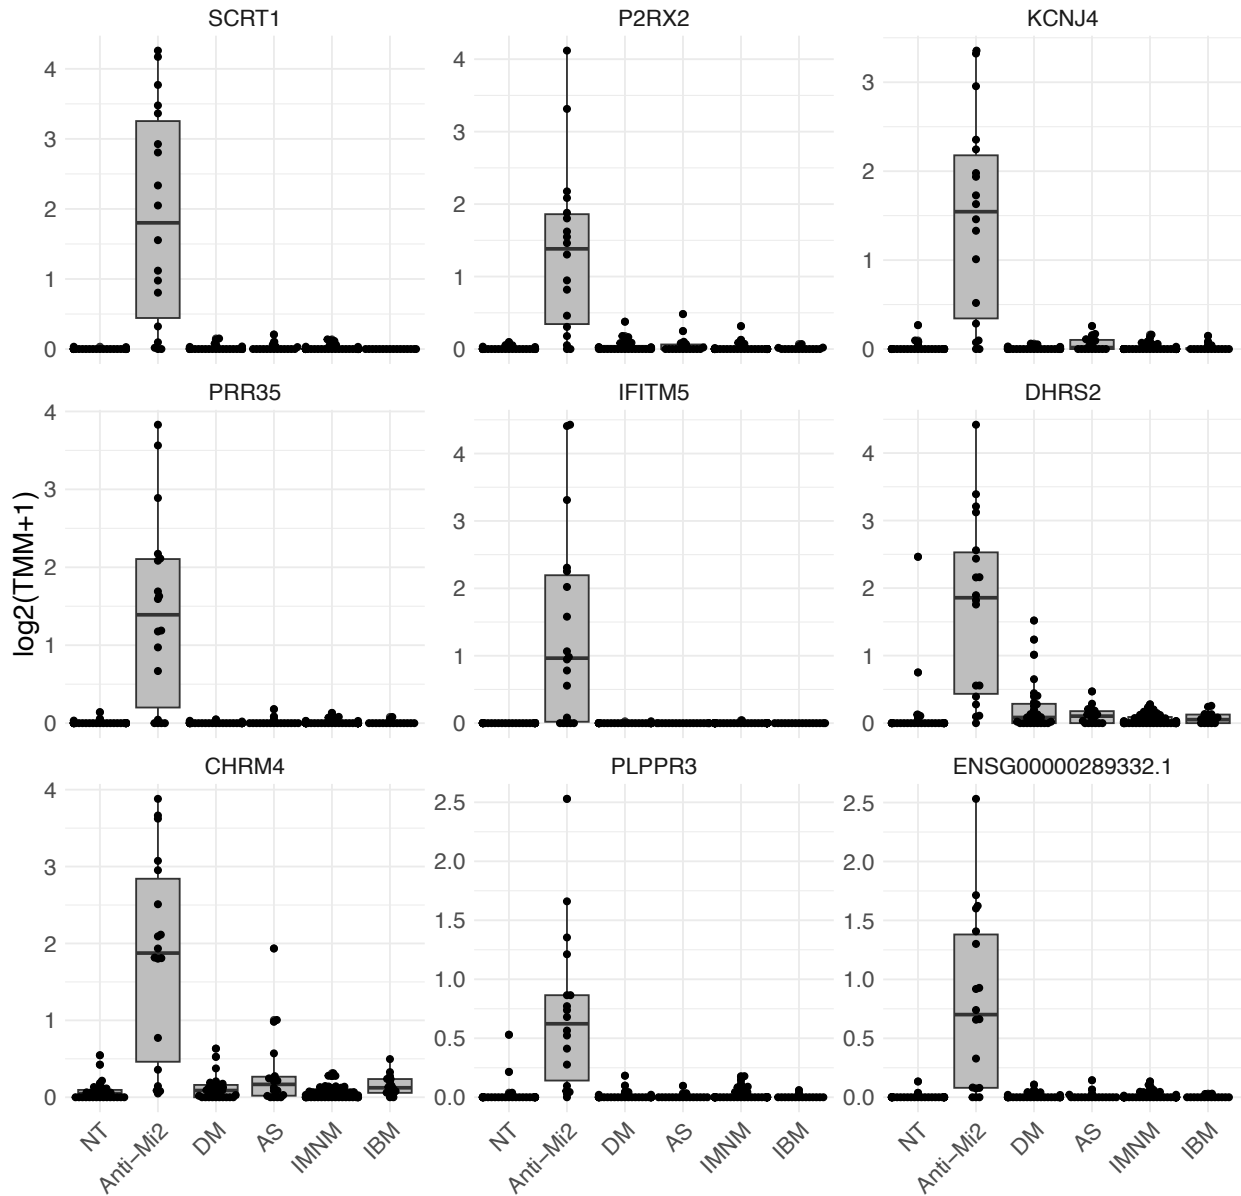 SCRT1 P2RX2 KCNJ4
4 4 3
3 3 2
2 2 1
1 1 0
0 0
PRR35 IFITM5 DHRS2
log2(TMM+1)
4 4 4
3 3 3
2 2 2
1 1 1
0 0 0
CHRM4 PLPPR3 ENSG00000289332.1
4 2.5 2.5
3 2.0 2.0
2 1.5 1.5
1 1.0 1.0
0 0.5 0.5
0.0 0.0
NT Anti−Mi2 DM AS IMNM IBM NT Anti−Mi2 DM AS IMNM IBM NT Anti−Mi2 DM AS IMNM IBM